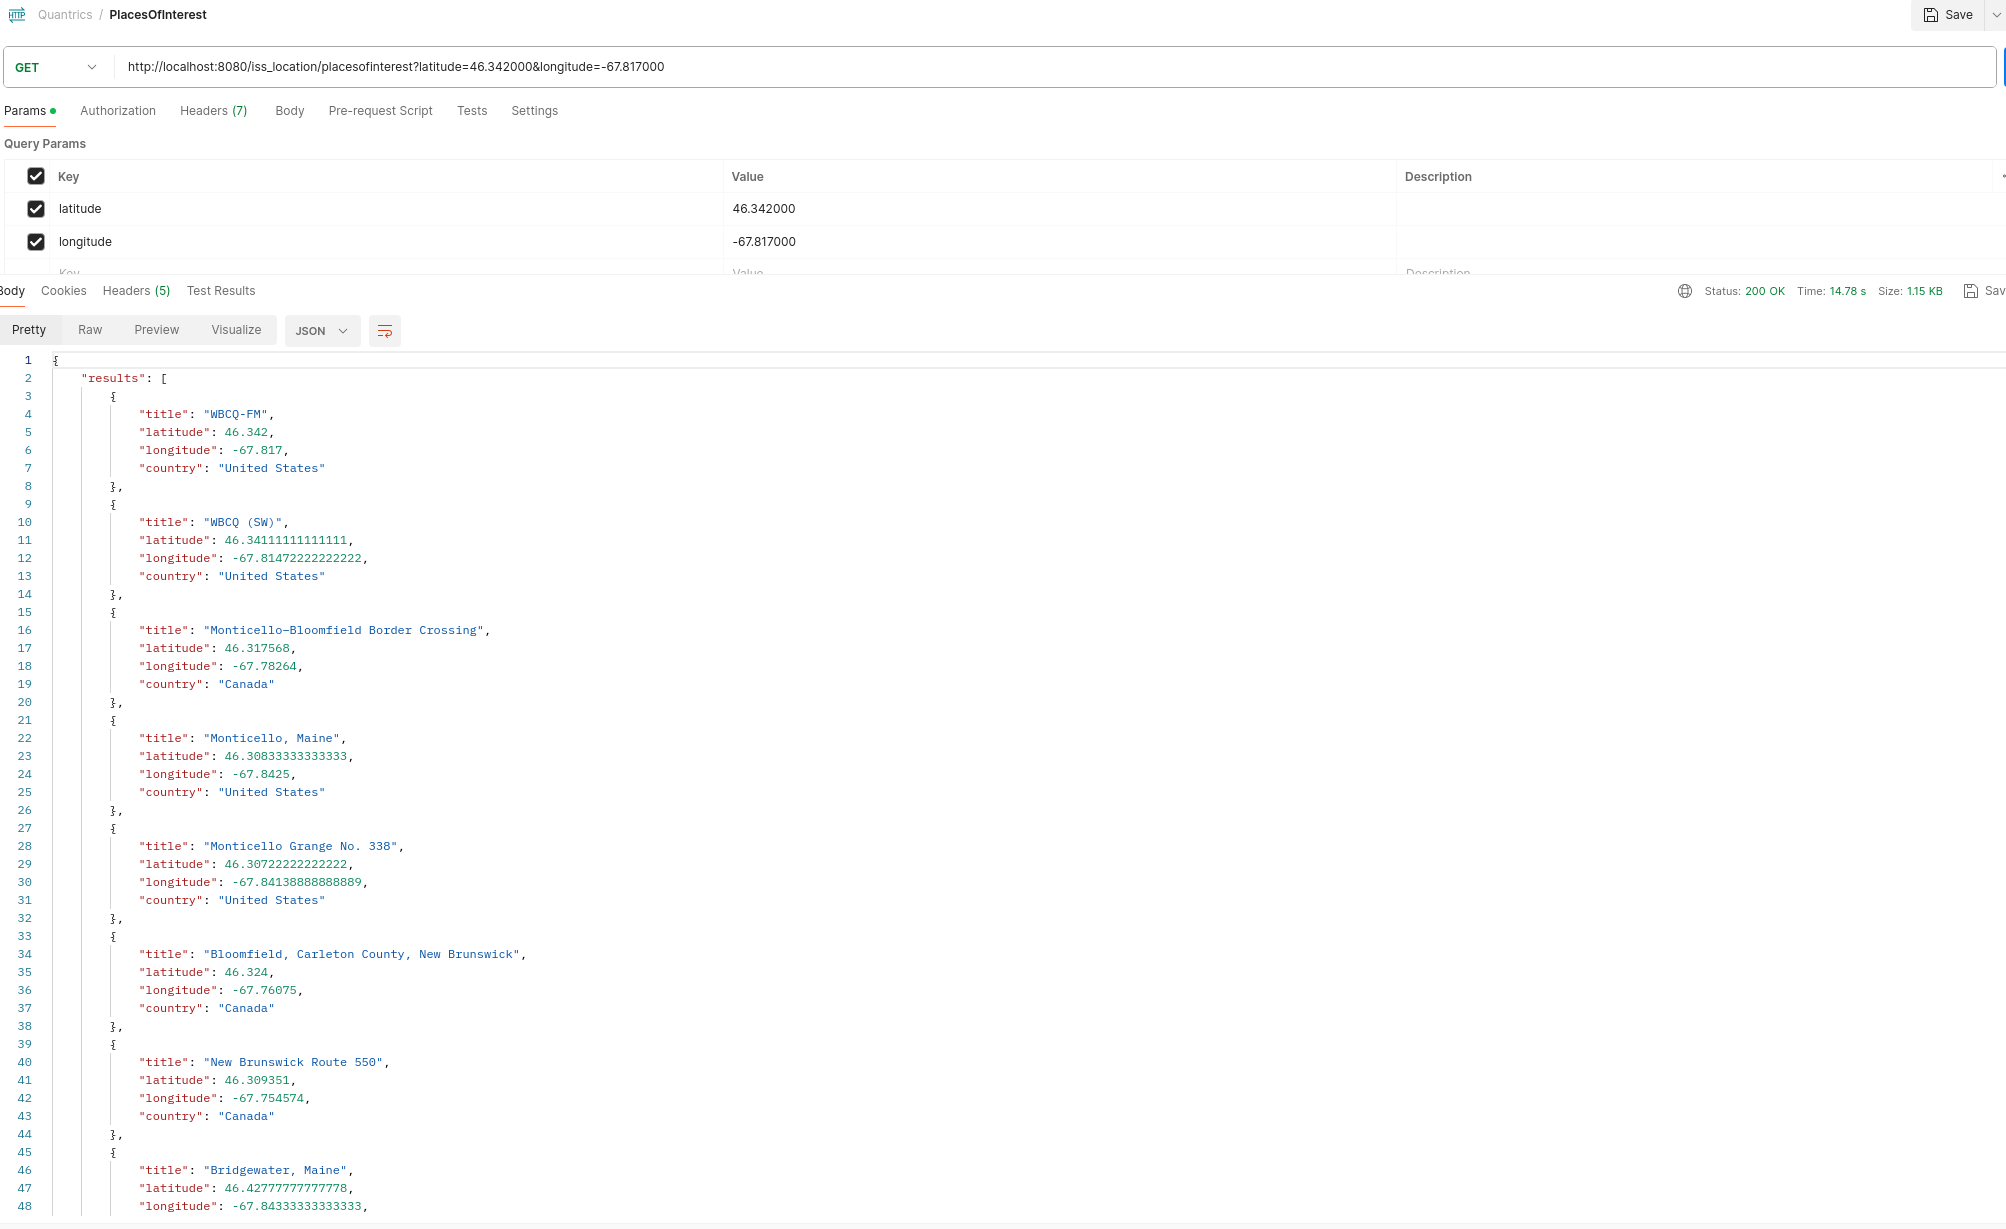 HTTP Quantrics / PlacesOfInterest Save
GET http://localhost:8080/iss_location/placesofinterest?latitude=46.342000&longitude=-67.817000
Params Authorization Headers (7) Body Pre-request Script Tests Settings
Query Params
Key Value Description
latitude 46.342000
longitude -67.817000
Key Value Description
Body Cookies Headers (5) Test Results Status: 200 OK Time: 14.78 s Size: 1.15 KB Sav
Pretty Raw Preview Visualize JSON
1 {
2 "results": [
3 {
4 "title": "WBCQ-FM",
5 "latitude": 46.342,
6 "longitude": -67.817,
7 "country": "United States"
8 },
9 {
10 "title": "WBCQ (SW)",
11 "latitude": 46.34111111111111,
12 "longitude": -67.81472222222222,
13 "country": "United States"
14 },
15 {
16 "title": "Monticello–Bloomfield Border Crossing",
17 "latitude": 46.317568,
18 "longitude": -67.78264,
19 "country": "Canada"
20 },
21 {
22 "title": "Monticello, Maine",
23 "latitude": 46.30833333333333,
24 "longitude": -67.8425,
25 "country": "United States"
26 },
27 {
28 "title": "Monticello Grange No. 338",
29 "latitude": 46.30722222222222,
30 "longitude": -67.84138888888889,
31 "country": "United States"
32 },
33 {
34 "title": "Bloomfield, Carleton County, New Brunswick",
35 "latitude": 46.324,
36 "longitude": -67.76075,
37 "country": "Canada"
38 },
39 {
40 "title": "New Brunswick Route 550",
41 "latitude": 46.309351,
42 "longitude": -67.754574,
43 "country": "Canada"
44 },
45 {
46 "title": "Bridgewater, Maine",
47 "latitude": 46.42777777777778,
48 "longitude": -67.84333333333333,